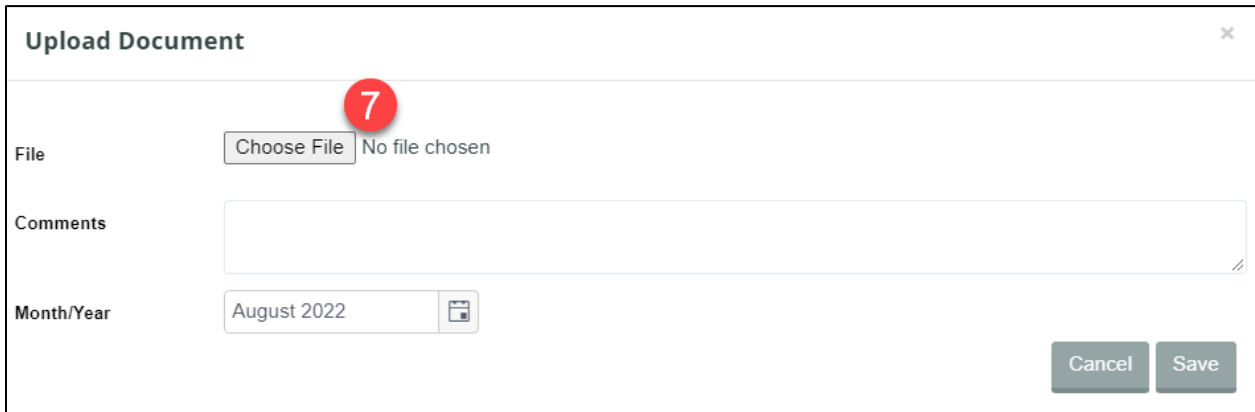 Upload Document ×
7
File Choose File No file chosen
Comments
Month/Year August 2022
Cancel Save